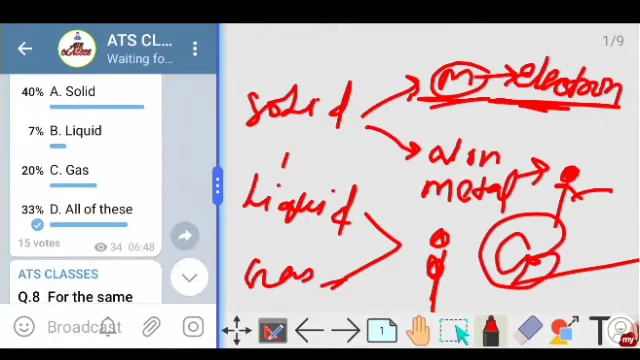 ATS CL...
Waiting fo...
40% A. Solid
7% B. Liquid
20% C. Gas
33% D. All of these
15 votes 34 06:48
ATS CLASSES
Q.8 For the same
Broadcast
1/9
solid
liquid
Gas
M → electron
metal
1
T
my